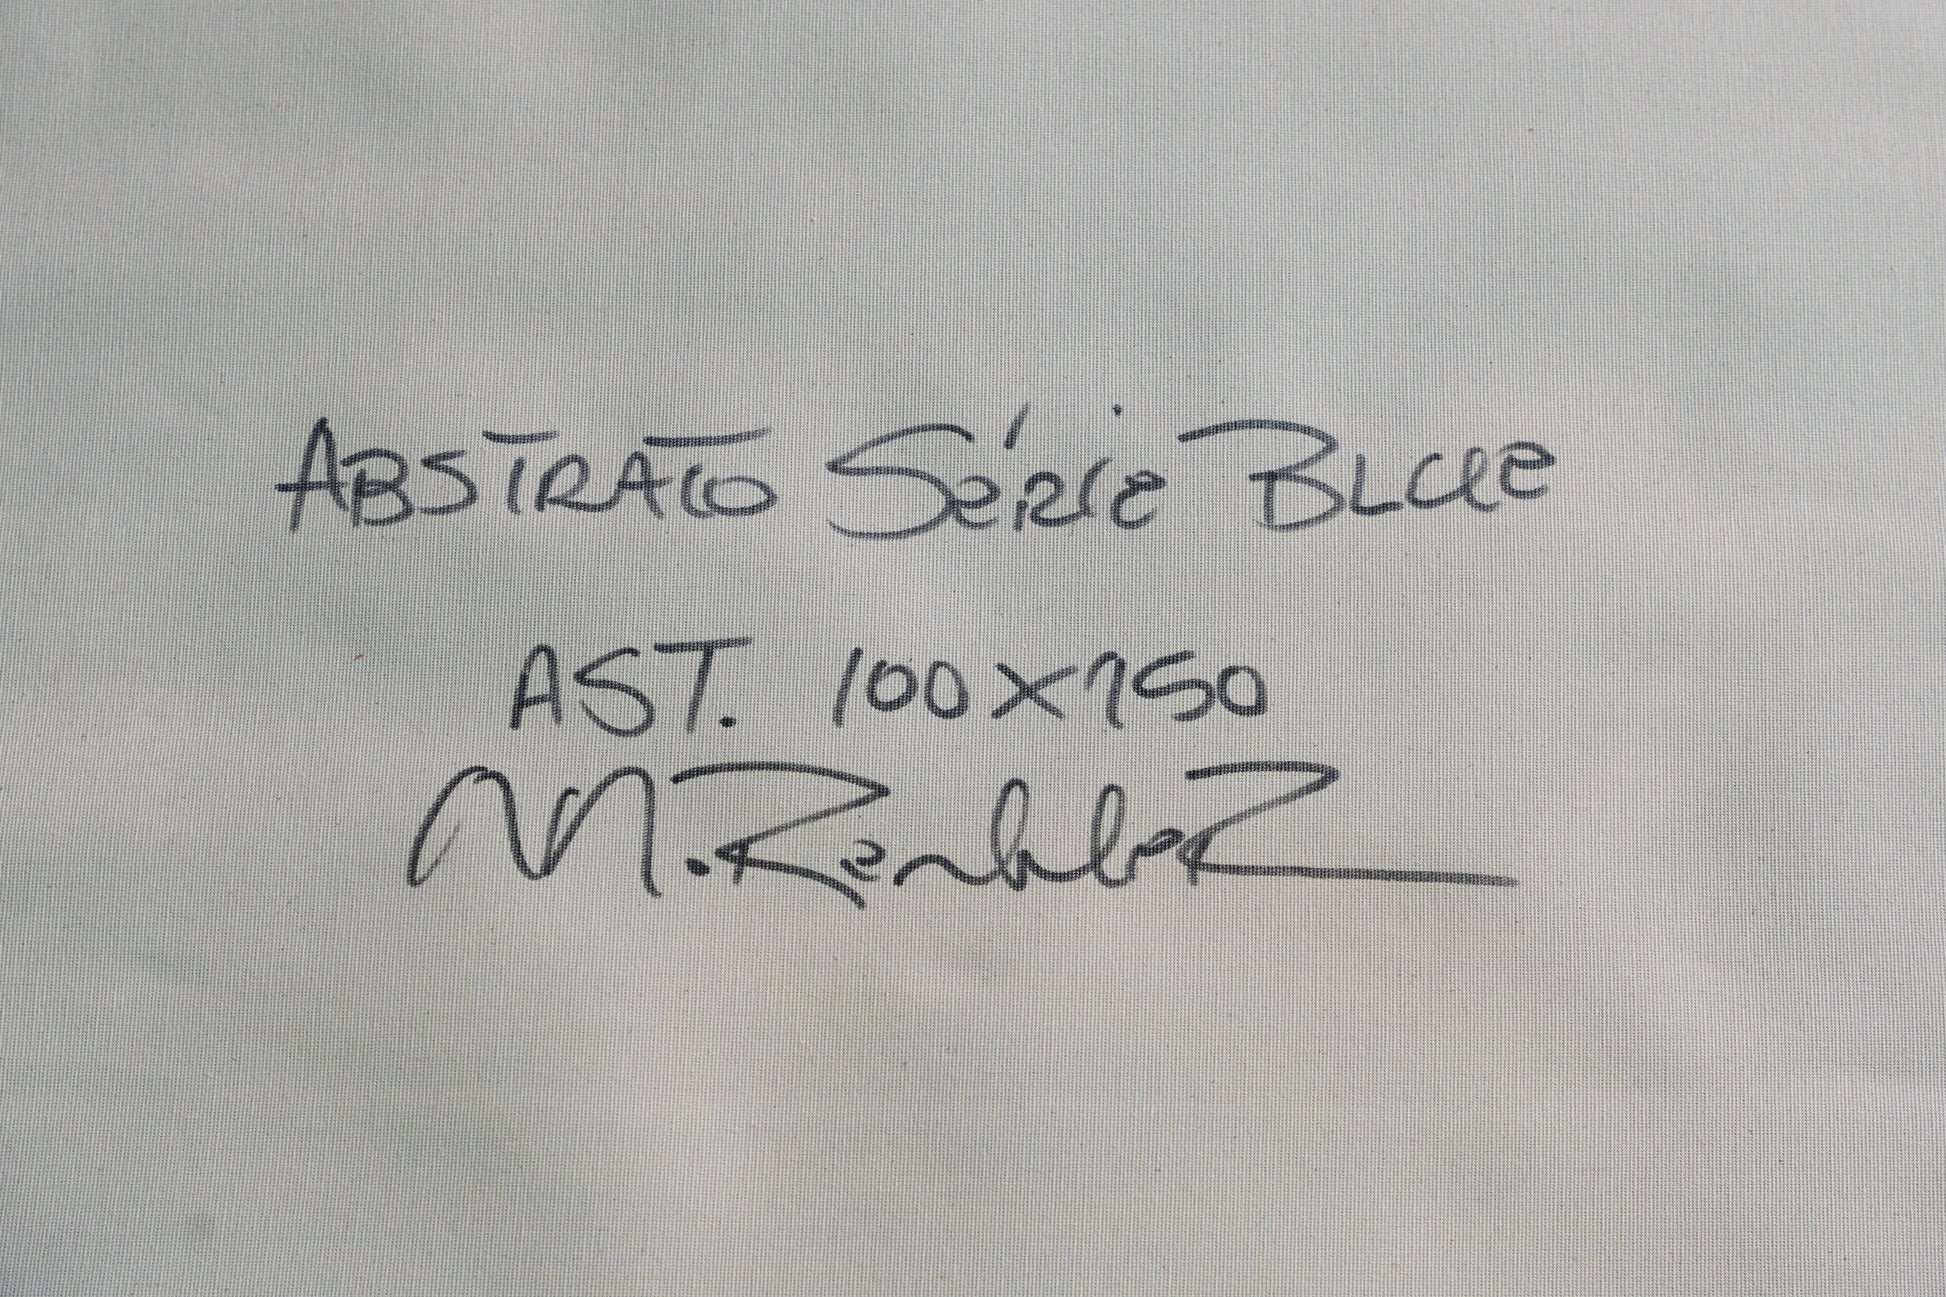 ABSTRATO Série BLUE
AST. 100X150
M.